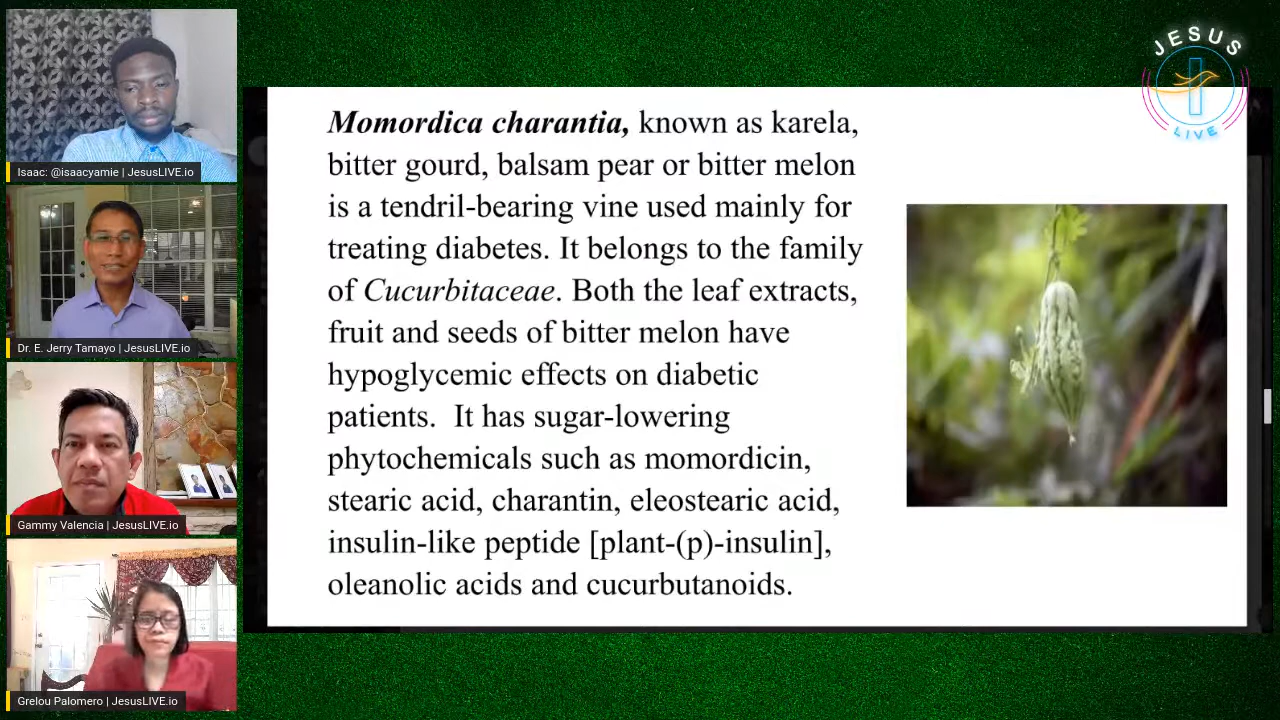 Isaac: @isaacyamie | JesusLIVE.io
Dr. E. Jerry Tamayo | JesusLIVE.io
Gammy Valencia | JesusLIVE.io
Grelou Palomero | JesusLIVE.io
Momordica charantia, known as karela,
bitter gourd, balsam pear or bitter melon
is a tendril-bearing vine used mainly for
treating diabetes. It belongs to the family
of Cucurbitaceae. Both the leaf extracts,
fruit and seeds of bitter melon have
hypoglycemic effects on diabetic
patients.  It has sugar-lowering
phytochemicals such as momordicin,
stearic acid, charantin, eleostearic acid,
insulin-like peptide [plant-(p)-insulin],
oleanolic acids and cucurbutanoids.
JESUS
LIVE